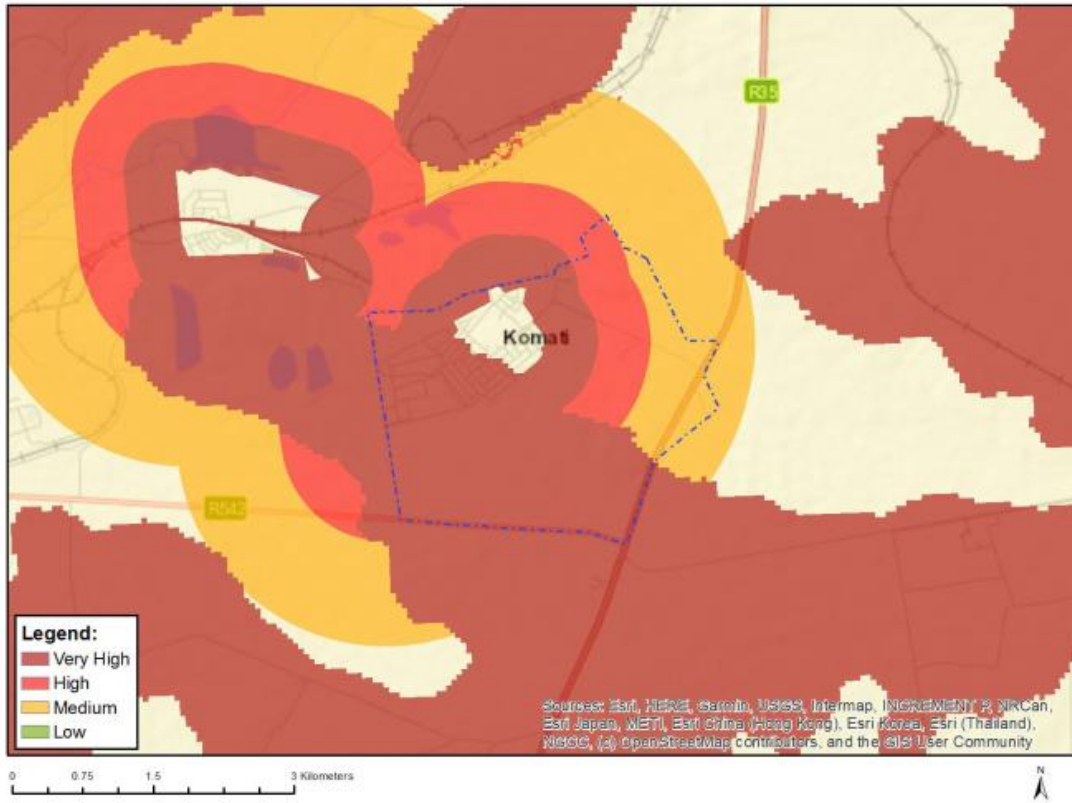 R35
Komati
R542
Legend:
Very High
High
Medium
Low
Sources: Esri, HERE, Garmin, USGS, Intermap, INCREMENT P, NRCan,
Esri Japan, METI, Esri China (Hong Kong), Esri Korea, Esri (Thailand),
NGCC, (c) OpenStreetMap contributors, and the GIS User Community
0 0.75 1.5 3 Kilometers
N